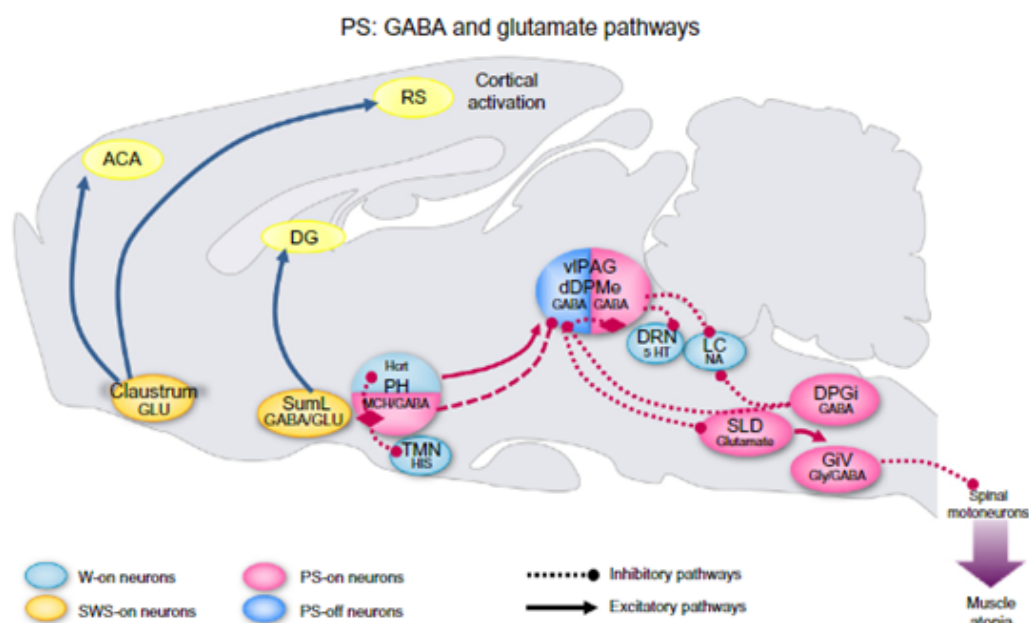 PS: GABA and glutamate pathways
RS
Cortical
activation
ACA
DG
vlPAG
dDPMe
GABA GABA
DRN
5 HT
LC
NA
Hcrt
PH
MCH/GABA
Claustrum
GLU
SumL
GABA/GLU
TMN
HIS
DPGi
GABA
SLD
Glutamate
GiV
Gly/GABA
Spinal
motoneurons
W-on neurons
PS-on neurons
Inhibitory pathways
SWS-on neurons
PS-off neurons
Excitatory pathways
Muscle
atonia